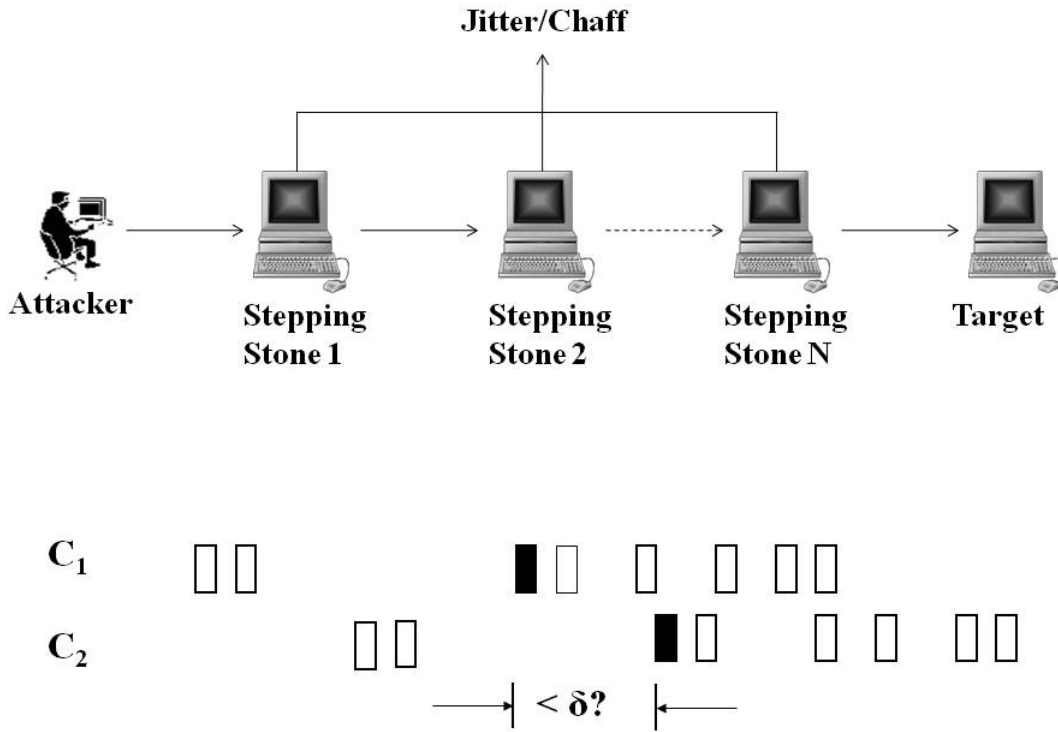 Jitter/Chaff
Attacker
Stepping
Stone 1
Stepping
Stone 2
Stepping
Stone N
Target
C₁
C₂
< δ?